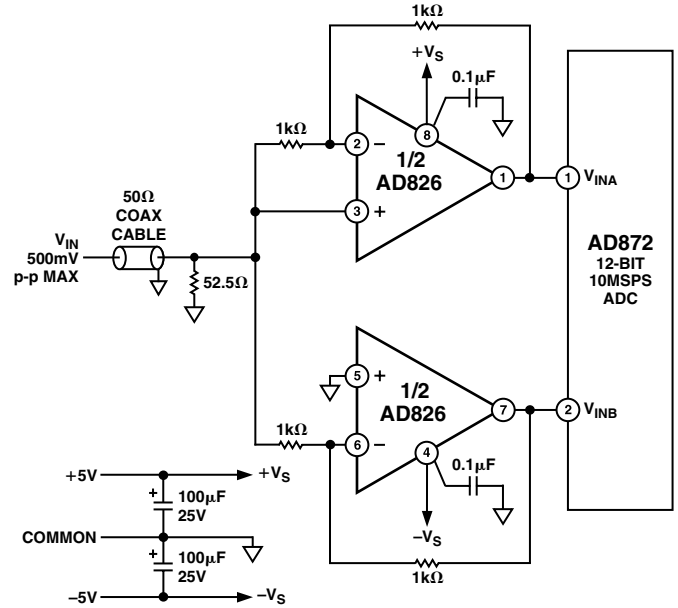 1kΩ
+VS
0.1µF
1kΩ
8
2
–
1/2
AD826
1
1
VINA
50Ω
COAX
CABLE
3
+
VIN
500mV
p-p MAX
52.5Ω
AD872
12-BIT
10MSPS
ADC
5
+
1/2
AD826
7
2
VINB
1kΩ
6
–
4
0.1µF
+5V
+VS
100µF
25V
+
COMMON
–VS
100µF
25V
+
1kΩ
–5V
–VS